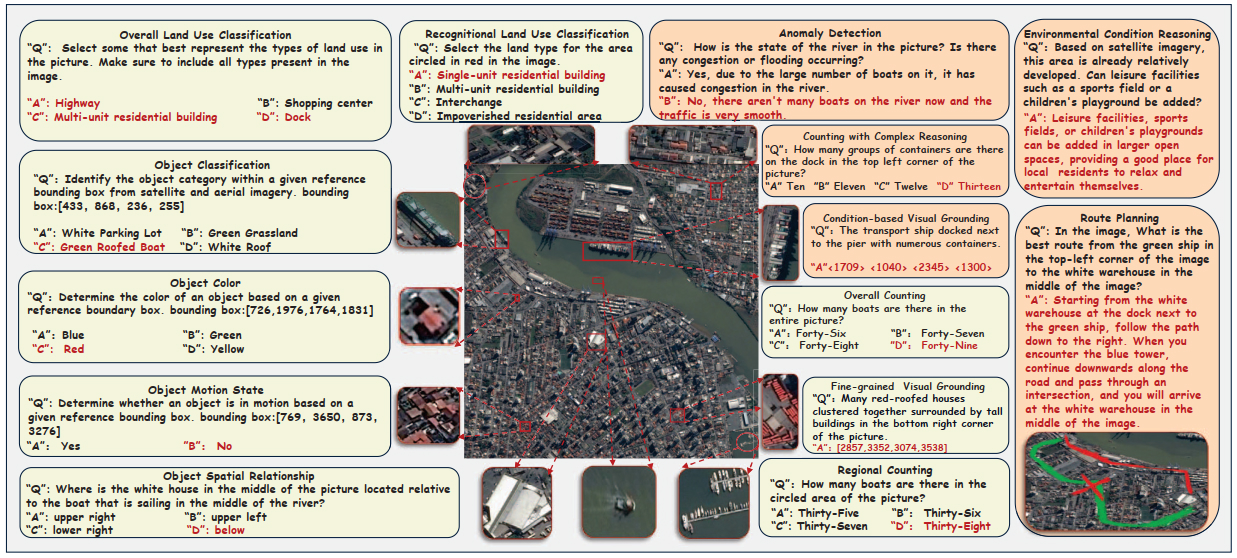 Overall Land Use Classification
"Q": Select some that best represent the types of land use in
the picture. Make sure to include all types present in the
image.
"A": Highway "B": Shopping center
"C": Multi-unit residential building "D": Dock
Object Classification
"Q": Identify the object category within a given reference
bounding box from satellite and aerial imagery. bounding
box:[433, 868, 236, 255]
"A": White Parking Lot "B": Green Grassland
"C": Green Roofed Boat "D": White Roof
Object Color
"Q": Determine the color of an object based on a given
reference boundary box. bounding box:[726,1976,1764,1831]
"A": Blue "B": Green
"C": Red "D": Yellow
Object Motion State
"Q": Determine whether an object is in motion based on a
given reference bounding box. bounding box:[769, 3650, 873,
3276]
"A": Yes "B": No
Object Spatial Relationship
"Q": Where is the white house in the middle of the picture located relative
to the boat that is sailing in the middle of the river?
"A": upper right "B": upper left
"C": lower right "D": below
Recognitional Land Use Classification
"Q": Select the land type for the area
circled in red in the image.
"A": Single-unit residential building
"B": Multi-unit residential building
"C": Interchange
"D": Impoverished residential area
Anomaly Detection
"Q": How is the state of the river in the picture? Is there
any congestion or flooding occurring?
"A": Yes, due to the large number of boats on it, it has
caused congestion in the river.
"B": No, there aren't many boats on the river now and the
traffic is very smooth.
Counting with Complex Reasoning
"Q": How many groups of containers are there
on the dock in the top left corner of the
picture?
"A" Ten "B" Eleven "C" Twelve "D" Thirteen
Condition-based Visual Grounding
"Q": The transport ship docked next
to the pier with numerous containers.
"A"<1709> <1040> <2345> <1300>
Overall Counting
"Q": How many boats are there in the
entire picture?
"A": Forty-Six "B": Forty-Seven
"C": Forty-Eight "D": Forty-Nine
Fine-grained Visual Grounding
"Q": Many red-roofed houses
clustered together surrounded by tall
buildings in the bottom right corner
of the picture.
"A": [2857,3352,3074,3538]
Regional Counting
"Q": How many boats are there in the
circled area of the picture?
"A": Thirty-Five "B": Thirty-Six
"C": Thirty-Seven "D": Thirty-Eight
Environmental Condition Reasoning
"Q": Based on satellite imagery,
this area is already relatively
developed. Can leisure facilities
such as a sports field or a
children's playground be added?
"A": Leisure facilities, sports
fields, or children's playgrounds
can be added in larger open
spaces, providing a good place for
local residents to relax and
entertain themselves.
Route Planning
"Q": In the image, What is the
best route from the green ship in
the top-left corner of the image
to the white warehouse in the
middle of the image?
"A": Starting from the white
warehouse at the dock next to
the green ship, follow the path
down to the right. When you
encounter the blue tower,
continue downwards along the
road and pass through an
intersection, and you will arrive
at the white warehouse in the
middle of the image.